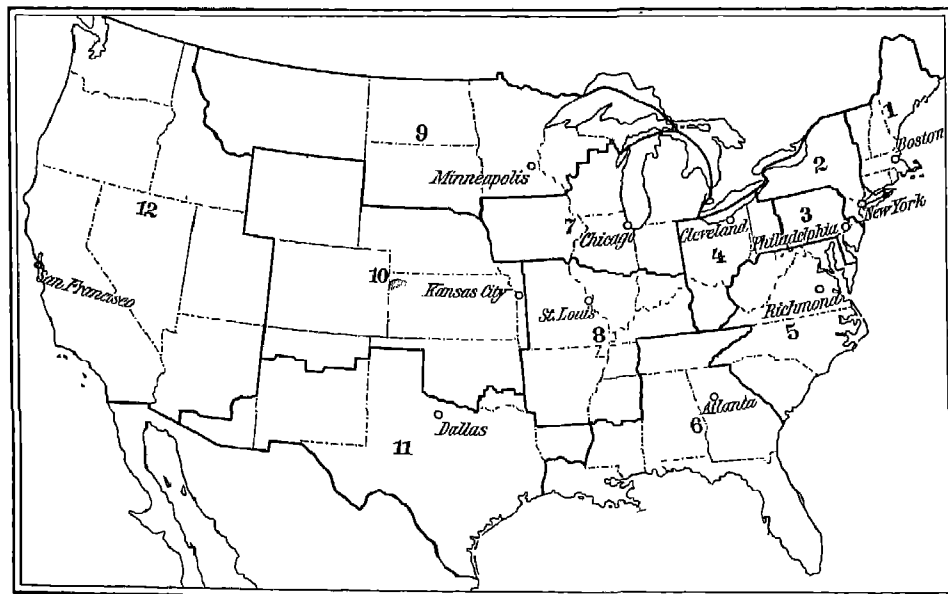 1
Boston
9
2
Minneapolis
New York
12
3
7
Chicago
Cleveland
Philadelphia
4
10
San Francisco
Kansas City
St. Louis
Richmond
8
5
Atlanta
6
Dallas
11